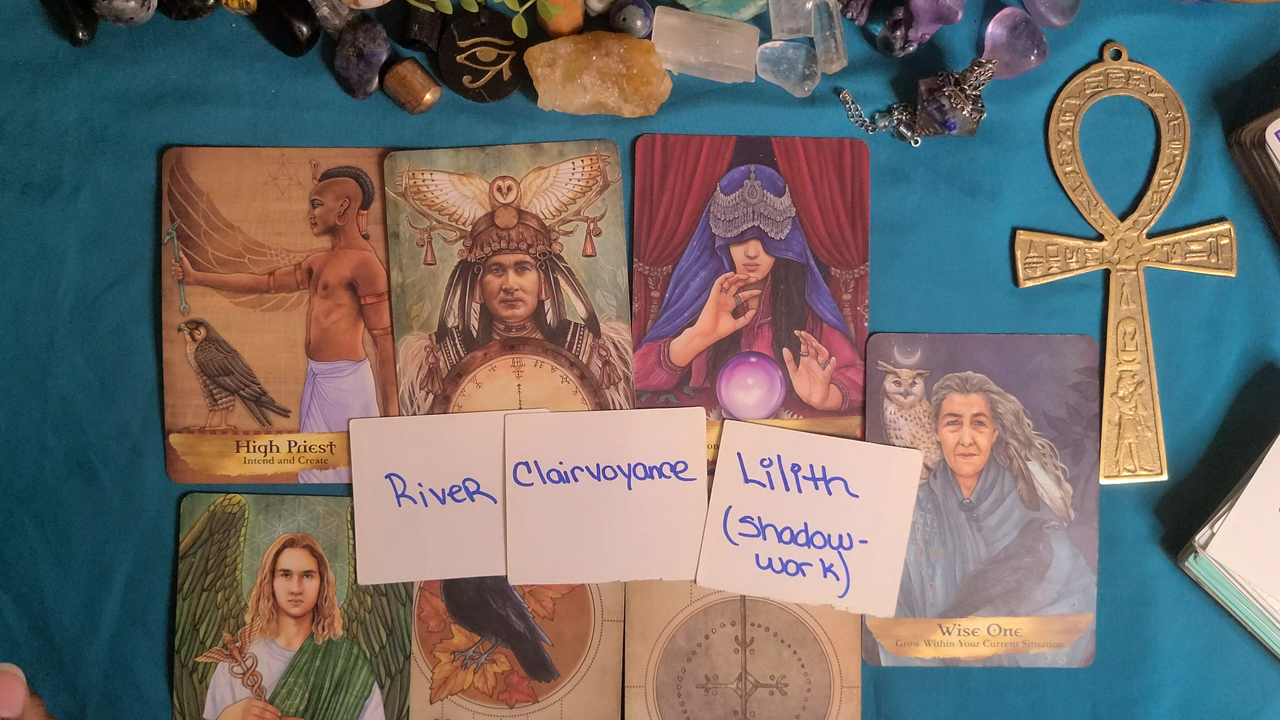 High Priest
Intend and Create
River
Clairvoyance
Lilith
(shadow-
work)
Wise One
Grow Within Your Current Situation